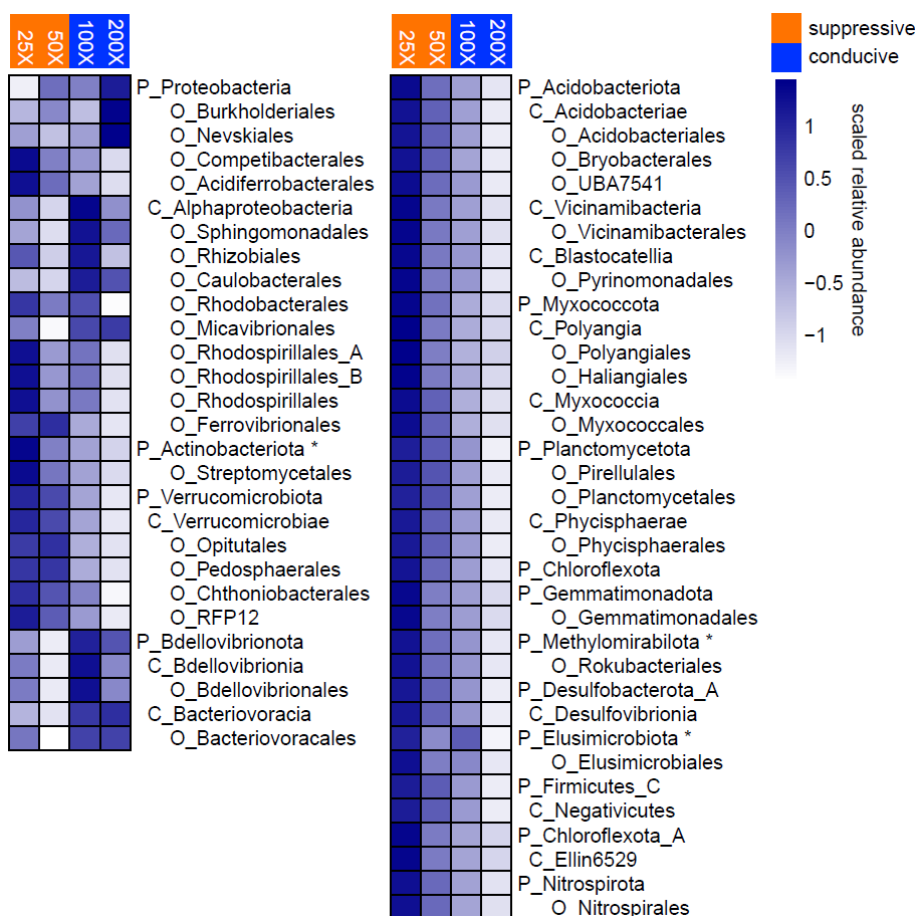 25X 50X 100X 200X
P_Proteobacteria
O_Burkholderiales
O_Nevskiales
O_Competibacterales
O_Acidiferrobacterales
C_Alphaproteobacteria
O_Sphingomonadales
O_Rhizobiales
O_Caulobacterales
O_Rhodobacterales
O_Micavibrionales
O_Rhodospirillales_A
O_Rhodospirillales_B
O_Rhodospirillales
O_Ferrovibrionales
P_Actinobacteriota *
O_Streptomycetales
P_Verrucomicrobiota
C_Verrucomicrobiae
O_Opitutales
O_Pedosphaerales
O_Chthoniobacterales
O_RFP12
P_Bdellovibrionota
C_Bdellovibrionia
O_Bdellovibrionales
C_Bacteriovoracia
O_Bacteriovoracales
25X 50X 100X 200X
P_Acidobacteriota
C_Acidobacteriae
O_Acidobacteriales
O_Bryobacterales
O_UBA7541
C_Vicinamibacteria
O_Vicinamibacterales
C_Blastocatellia
O_Pyrinomonadales
P_Myxococcota
C_Polyangia
O_Polyangiales
O_Haliangiales
C_Myxococcia
O_Myxococcales
P_Planctomycetota
O_Pirellulales
O_Planctomycetales
C_Phycisphaerae
O_Phycisphaerales
P_Chloroflexota
P_Gemmatimonadota
O_Gemmatimonadales
P_Methylomirabilota *
O_Rokubacteriales
P_Desulfobacterota_A
C_Desulfovibrionia
P_Elusimicrobiota *
O_Elusimicrobiales
P_Firmicutes_C
C_Negativicutes
P_Chloroflexota_A
C_Ellin6529
P_Nitrospirota
O_Nitrospirales
suppressive
conducive
1
0.5
0
−0.5
−1
scaled relative abundance